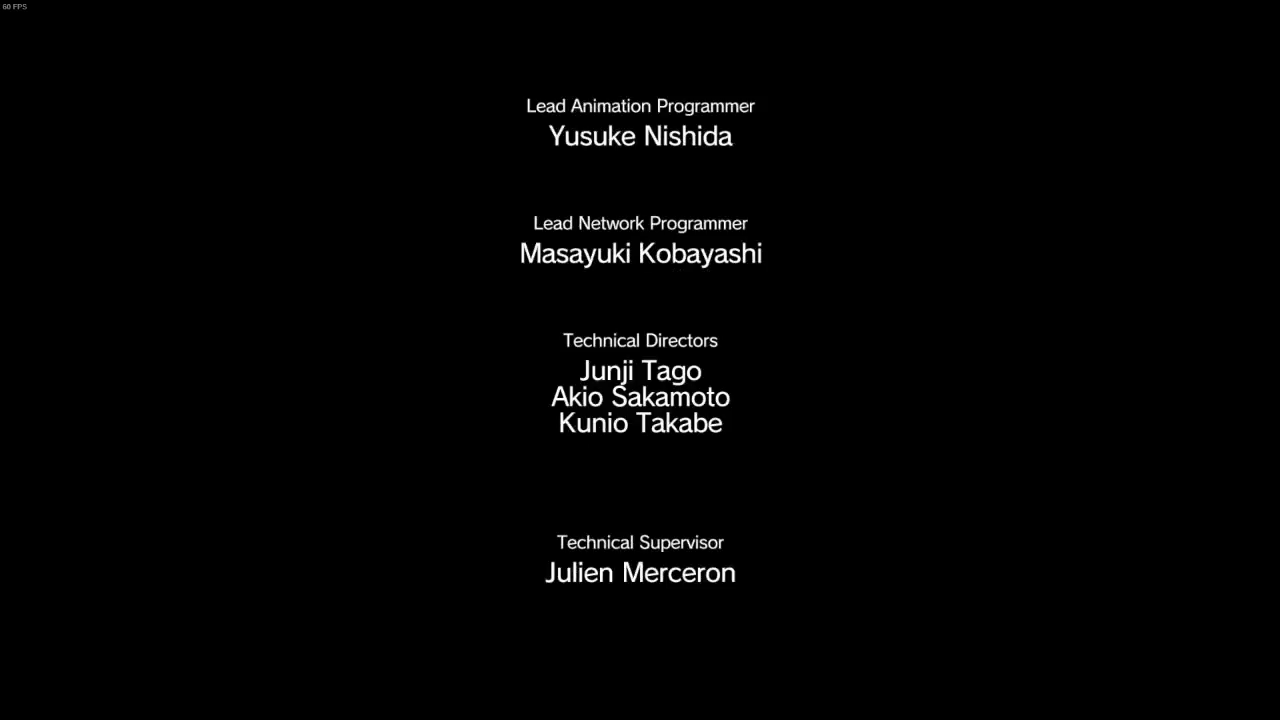 60 FPS
Lead Animation Programmer
Yusuke Nishida
Lead Network Programmer
Masayuki Kobayashi
Technical Directors
Junji Tago
Akio Sakamoto
Kunio Takabe
Technical Supervisor
Julien Merceron